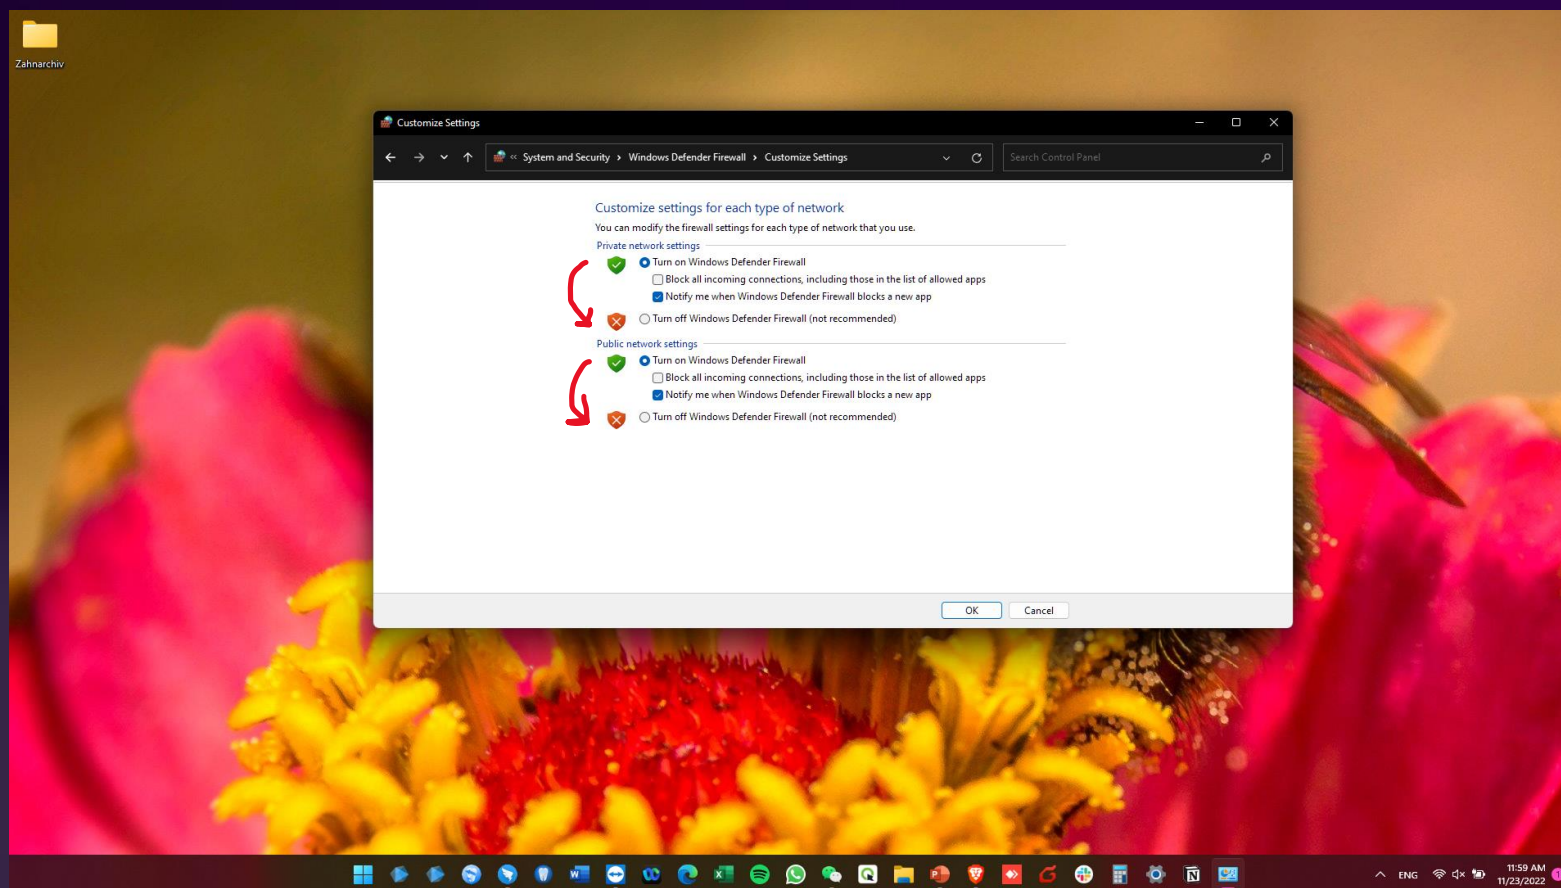 Zahnarchiv
Customize Settings
« System and Security › Windows Defender Firewall › Customize Settings
Search Control Panel
Customize settings for each type of network
You can modify the firewall settings for each type of network that you use.
Private network settings
Turn on Windows Defender Firewall
Block all incoming connections, including those in the list of allowed apps
Notify me when Windows Defender Firewall blocks a new app
Turn off Windows Defender Firewall (not recommended)
Public network settings
Turn on Windows Defender Firewall
Block all incoming connections, including those in the list of allowed apps
Notify me when Windows Defender Firewall blocks a new app
Turn off Windows Defender Firewall (not recommended)
OK Cancel
ENG
11:59 AM
11/23/2022